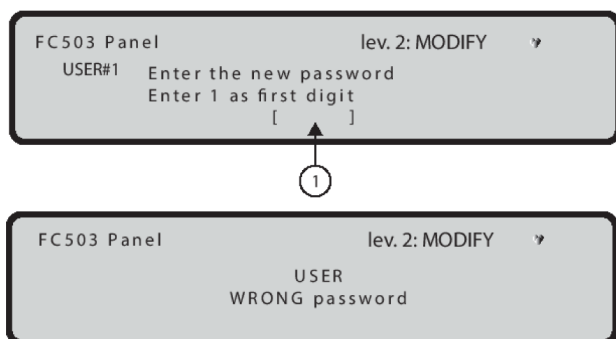 FC503 Panel lev. 2: MODIFY
USER#1 Enter the new password
Enter 1 as first digit
[ ]
1
FC503 Panel lev. 2: MODIFY
USER
WRONG password